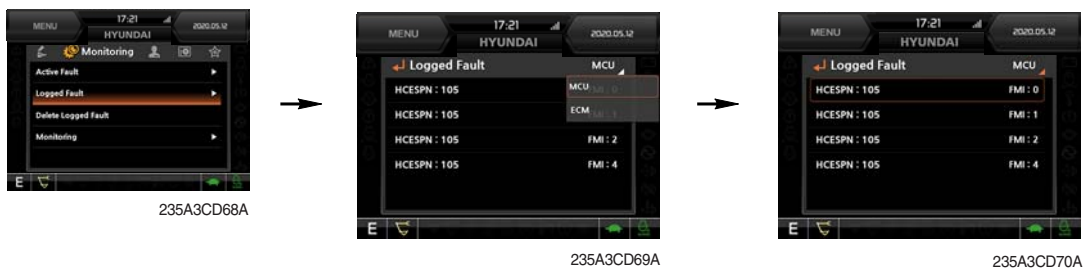 MENU
17:21
HYUNDAI
2020.05.12
Monitoring
Active Fault
Logged Fault
Delete Logged Fault
Monitoring
E
235A3CD68A
MENU
17:21
HYUNDAI
2020.05.12
Logged Fault
MCU
HCESPN : 105
MCU
HCESPN : 105
ECM
HCESPN : 105
FMI : 2
HCESPN : 105
FMI : 4
E
235A3CD69A
MENU
17:21
HYUNDAI
2020.05.12
Logged Fault
MCU
HCESPN : 105
FMI : 0
HCESPN : 105
FMI : 1
HCESPN : 105
FMI : 2
HCESPN : 105
FMI : 4
E
235A3CD70A